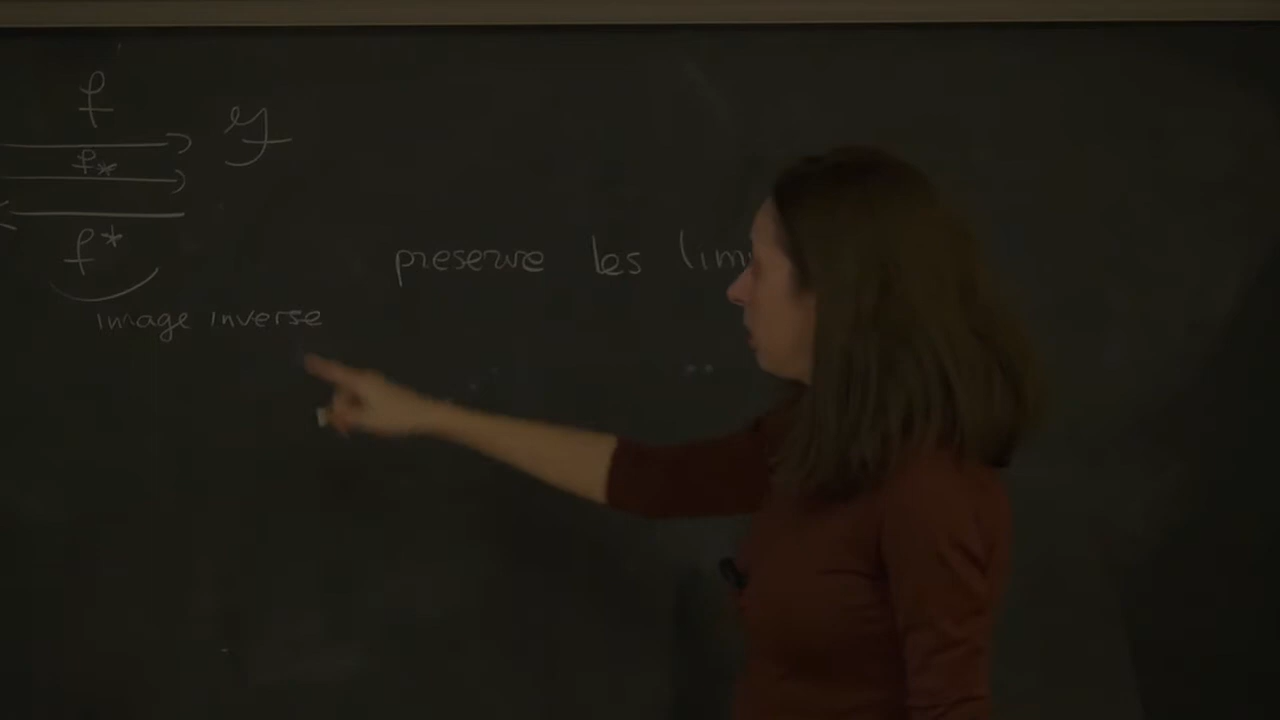 f
f*
f*
image inverse
preserve les lim